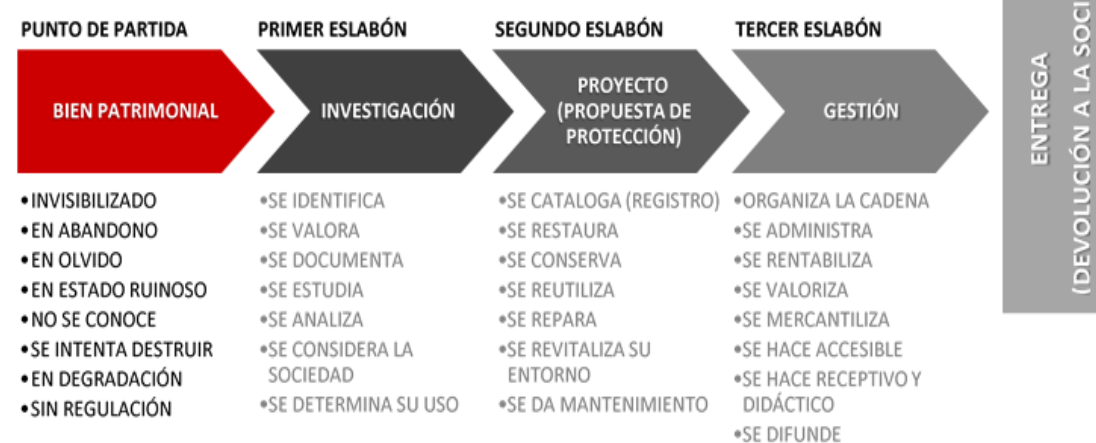 PUNTO DE PARTIDA
BIEN PATRIMONIAL
• INVISIBILIZADO
• EN ABANDONO
• EN OLVIDO
• EN ESTADO RUINOSO
• NO SE CONOCE
• SE INTENTA DESTRUIR
• EN DEGRADACIÓN
• SIN REGULACIÓN
PRIMER ESLABÓN
INVESTIGACIÓN
• SE IDENTIFICA
• SE VALORA
• SE DOCUMENTA
• SE ESTUDIA
• SE ANALIZA
• SE CONSIDERA LA
SOCIEDAD
• SE DETERMINA SU USO
SEGUNDO ESLABÓN
PROYECTO
(PROPUESTA DE
PROTECCIÓN)
• SE CATALOGA (REGISTRO)
• SE RESTAURA
• SE CONSERVA
• SE REUTILIZA
• SE REPARA
• SE REVITALIZA SU
ENTORNO
• SE DA MANTENIMIENTO
TERCER ESLABÓN
GESTIÓN
• ORGANIZA LA CADENA
• SE ADMINISTRA
• SE RENTABILIZA
• SE VALORIZA
• SE MERCANTILIZA
• SE HACE ACCESIBLE
• SE HACE RECEPTIVO Y
DIDÁCTICO
• SE DIFUNDE
ENTREGA
(DEVOLUCIÓN A LA SOCI